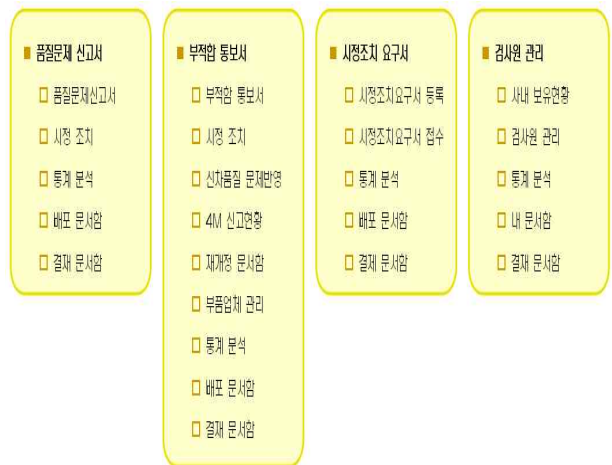 품질문제 신고서
품질문제신고서
시정 조치
통계 분석
배포 문서함
결재 문서함
부적합 통보서
부적합 통보서
시정 조치
신차품질 문제반영
4M 신고현황
재개정 문서함
부품업체 관리
통계 분석
배포 문서함
결재 문서함
시정조치 요구서
시정조치요구서 등록
시정조치요구서 접수
통계 분석
배포 문서함
결제 문서함
검사원 관리
사내 보유현황
검사원 관리
통계 분석
내 문서함
결재 문서함